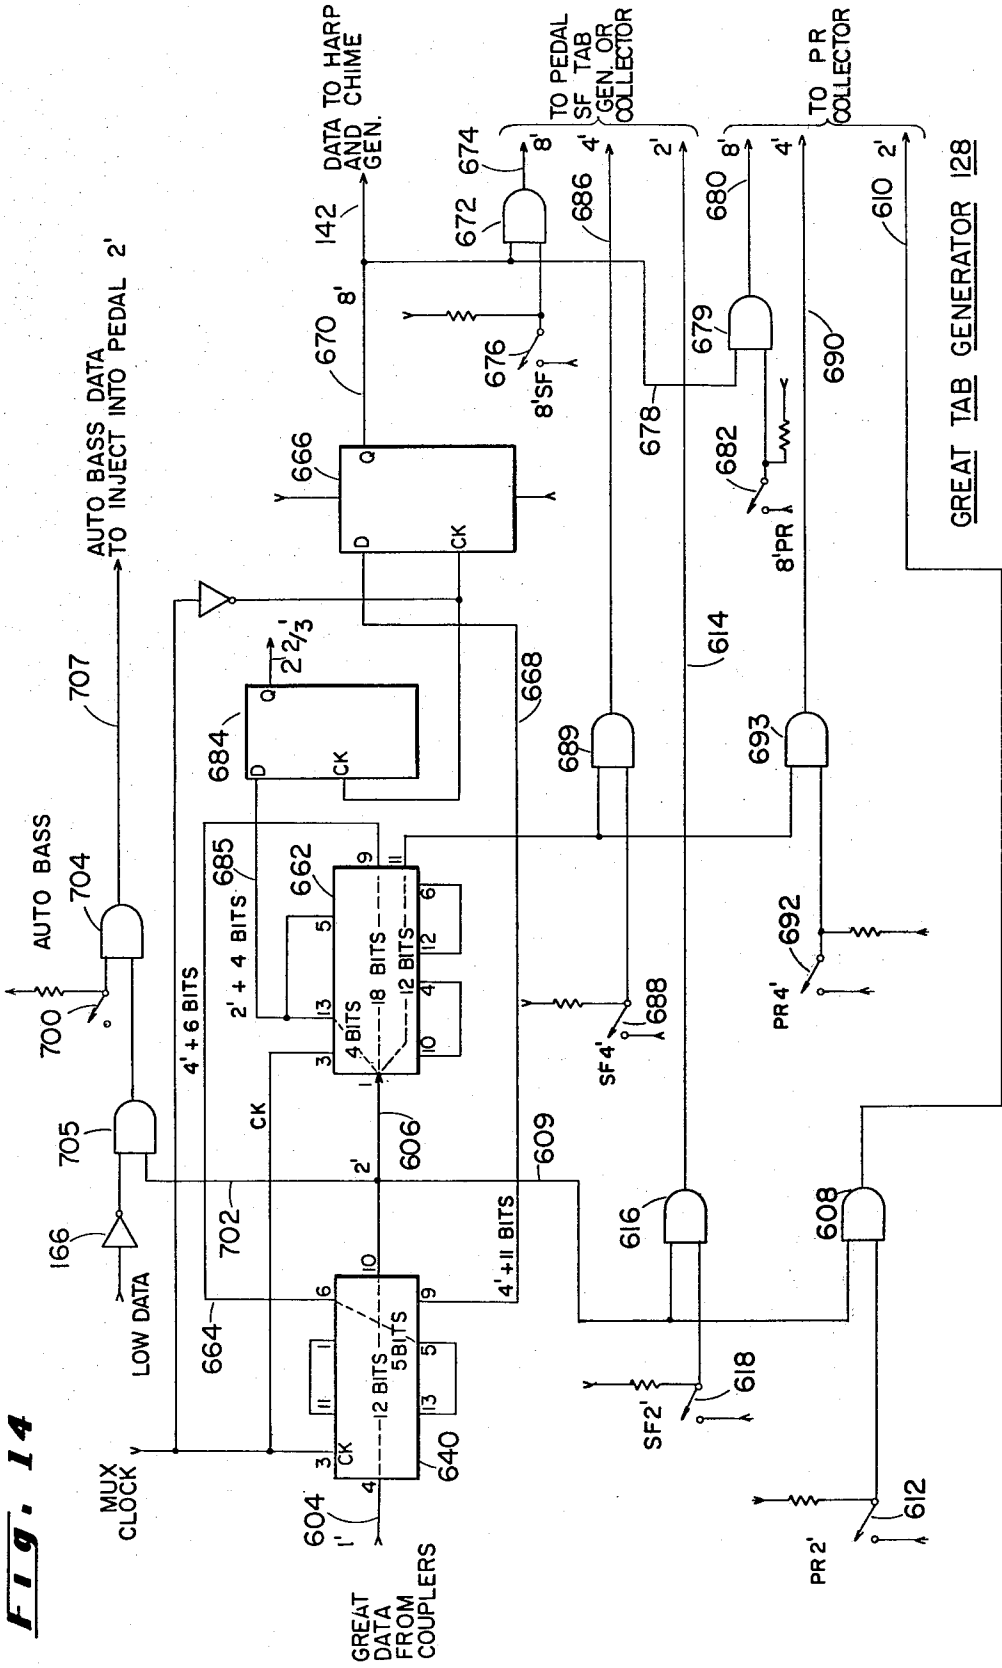 Fig. 14
AUTO BASS DATA
TO INJECT INTO PEDAL 2'
707
AUTO BASS
704
700
705
166
LOW DATA
702
MUX
CLOCK
4'+6 BITS
664
CK
2'+4 BITS
685
684
D
Q
CK
2 2/3'
662
3
13
5
4 BITS
18 BITS
12 BITS
1
9
11
10
4
12
6
666
D
Q
CK
670
8'
142
DATA TO HARP
AND CHIME
GEN.
GREAT
DATA
FROM
COUPLERS
604
1'
3
CK
11
1
6
4
12 BITS
5 BITS
10
13
5
9
640
2'
606
4'+11 BITS
609
668
672
674
8'
676
8'SF
678
TO PEDAL
SF TAB
GEN. OR
COLLECTOR
4'
686
2'
689
688
SF4'
614
616
618
SF2'
679
680
8'
682
8'PR
TO PR
COLLECTOR
4'
690
693
692
PR4'
2'
610
608
612
PR2'
GREAT TAB GENERATOR 128